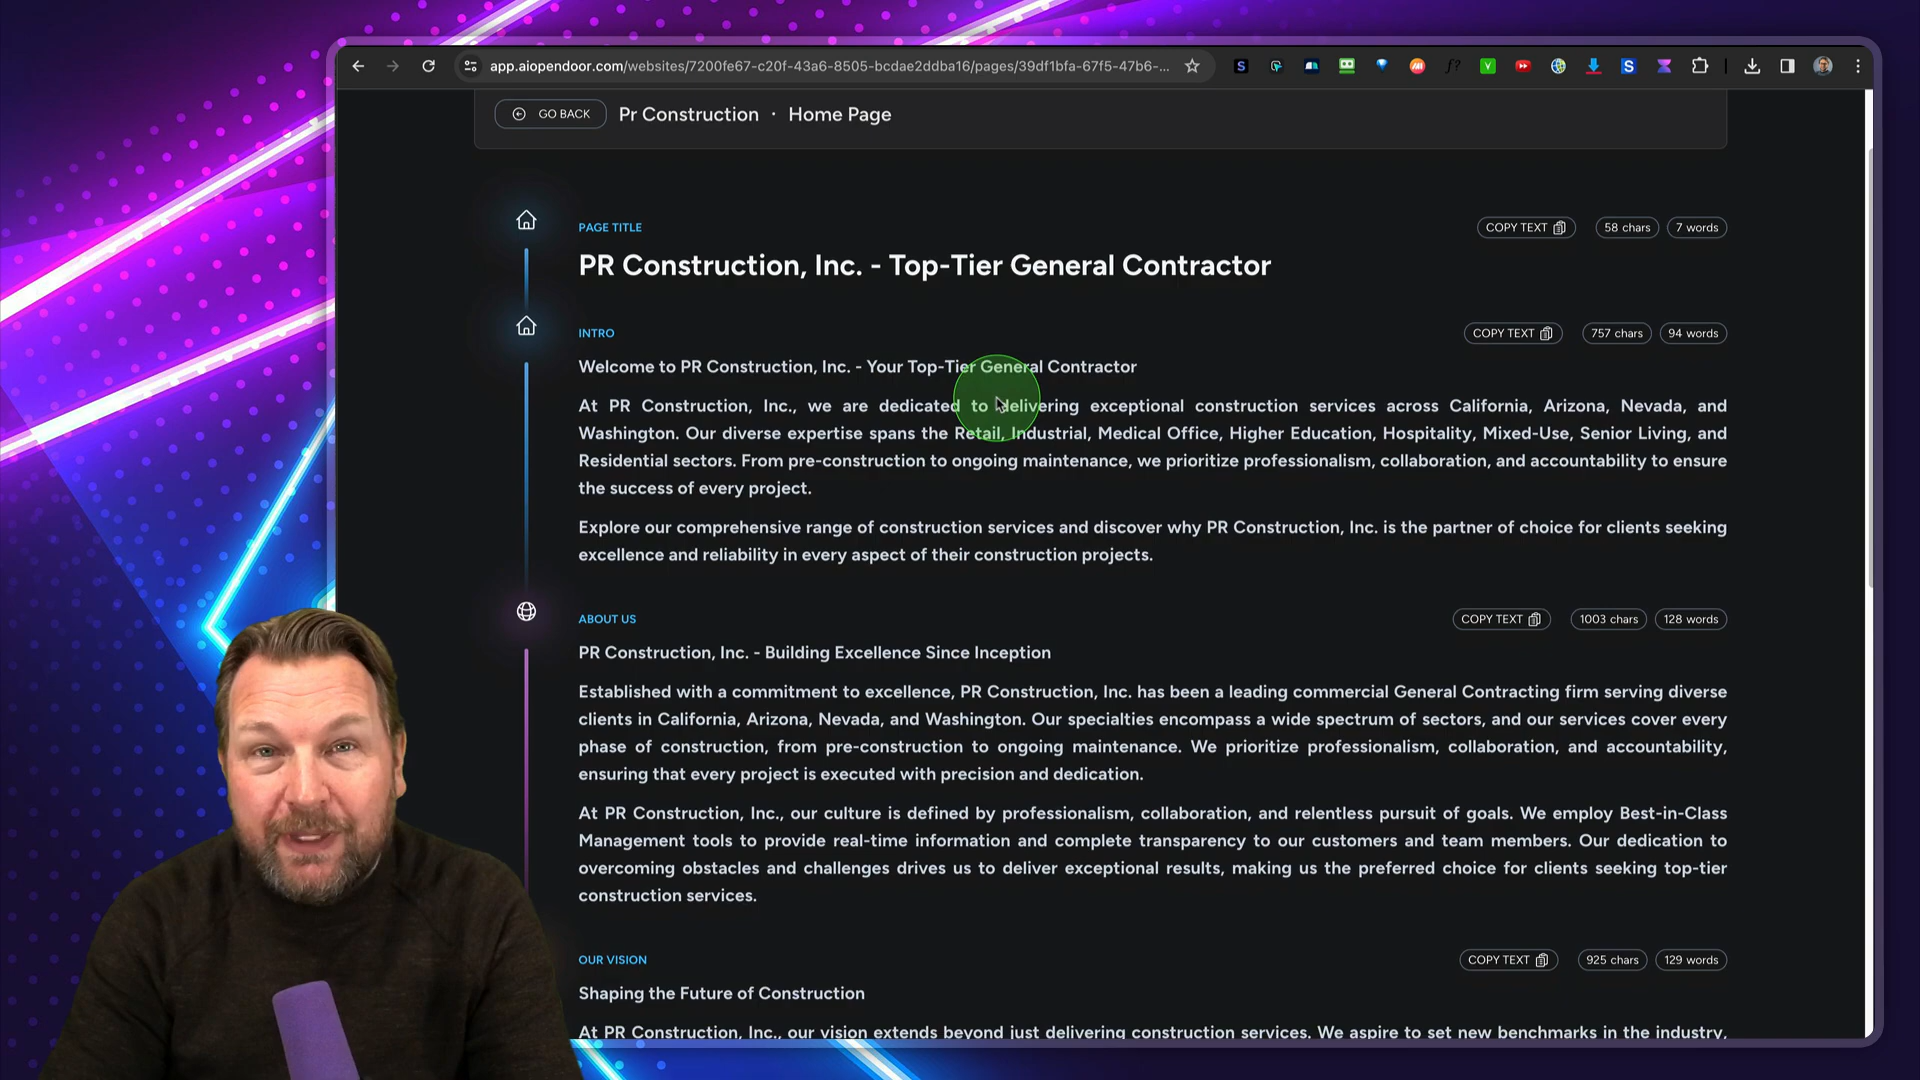 app.aiopendoor.com/websites/7200fe67-c20f-43a6-8505-bcdae2ddba16/pages/39df1bfa-67f5-47b6-...
GO BACK Pr Construction · Home Page
PAGE TITLE COPY TEXT 58 chars 7 words
PR Construction, Inc. - Top-Tier General Contractor
INTRO COPY TEXT 757 chars 94 words
Welcome to PR Construction, Inc. - Your Top-Tier General Contractor
At PR Construction, Inc., we are dedicated to delivering exceptional construction services across California, Arizona, Nevada, and
Washington. Our diverse expertise spans the Retail, Industrial, Medical Office, Higher Education, Hospitality, Mixed-Use, Senior Living, and
Residential sectors. From pre-construction to ongoing maintenance, we prioritize professionalism, collaboration, and accountability to ensure
the success of every project.
Explore our comprehensive range of construction services and discover why PR Construction, Inc. is the partner of choice for clients seeking
excellence and reliability in every aspect of their construction projects.
ABOUT US COPY TEXT 1003 chars 128 words
PR Construction, Inc. - Building Excellence Since Inception
Established with a commitment to excellence, PR Construction, Inc. has been a leading commercial General Contracting firm serving diverse
clients in California, Arizona, Nevada, and Washington. Our specialties encompass a wide spectrum of sectors, and our services cover every
phase of construction, from pre-construction to ongoing maintenance. We prioritize professionalism, collaboration, and accountability,
ensuring that every project is executed with precision and dedication.
At PR Construction, Inc., our culture is defined by professionalism, collaboration, and relentless pursuit of goals. We employ Best-in-Class
Management tools to provide real-time information and complete transparency to our customers and team members. Our dedication to
overcoming obstacles and challenges drives us to deliver exceptional results, making us the preferred choice for clients seeking top-tier
construction services.
OUR VISION COPY TEXT 925 chars 129 words
Shaping the Future of Construction
At PR Construction, Inc., our vision extends beyond just delivering construction services. We aspire to set new benchmarks in the industry,